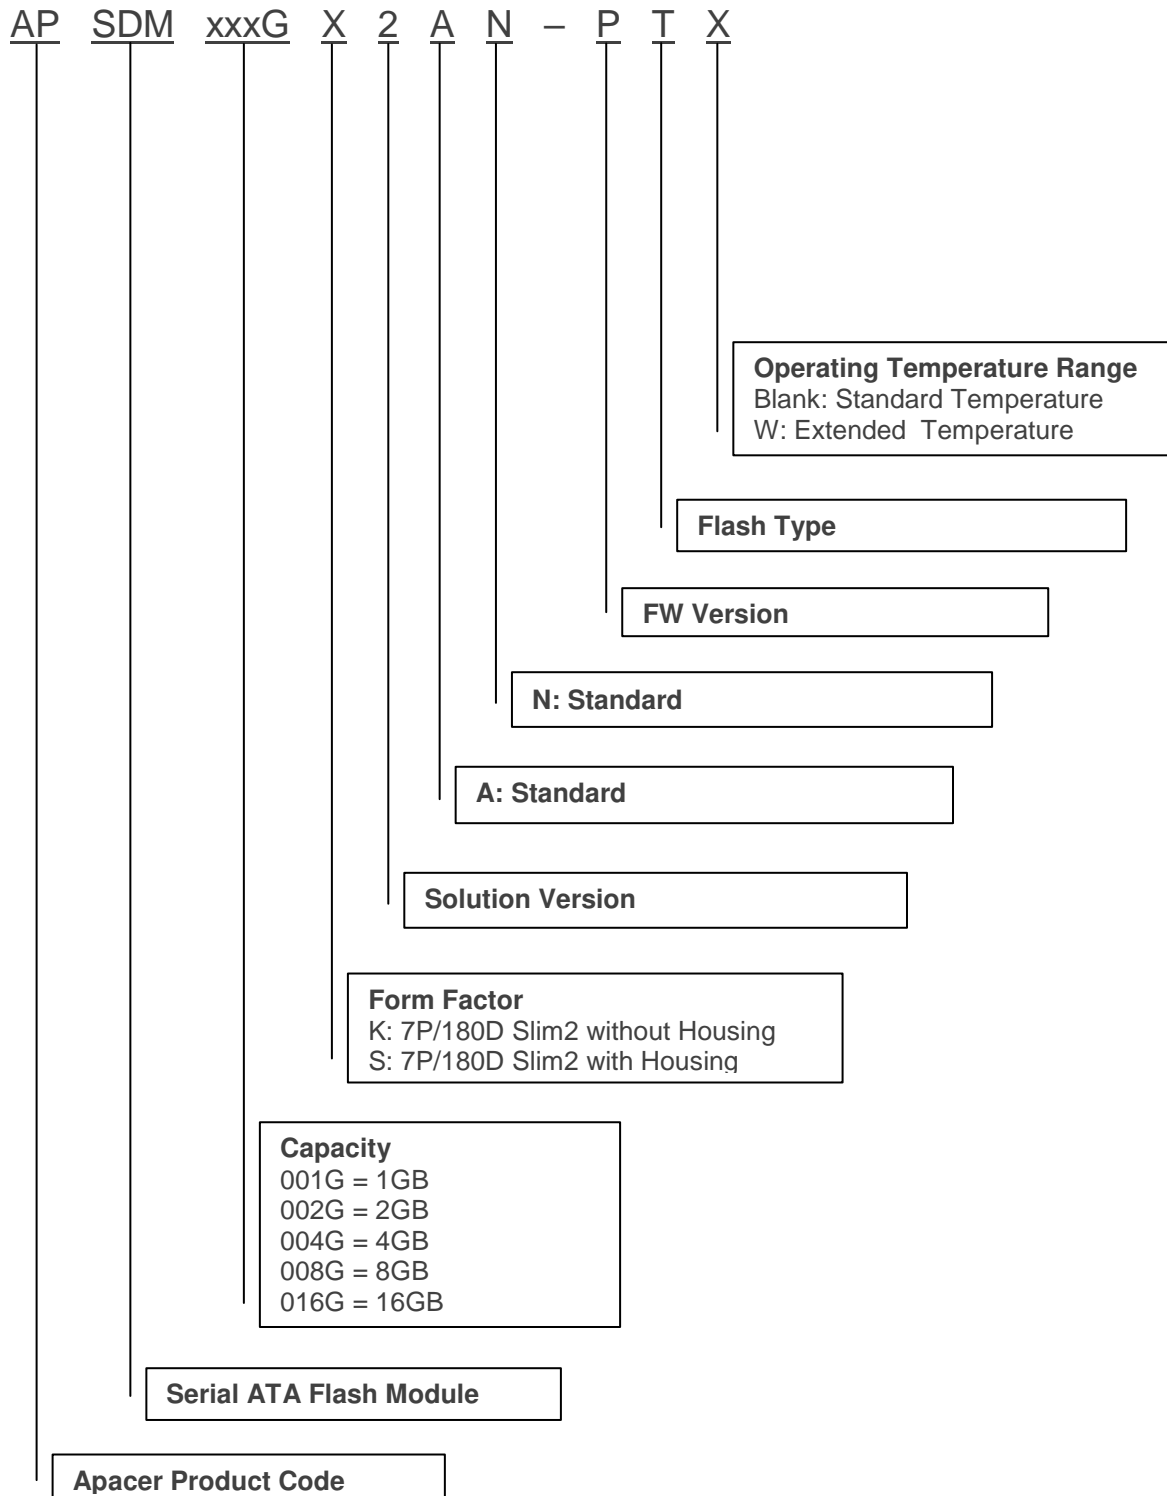 AP SDM xxxG X 2 A N – P T X
Operating Temperature Range
Blank: Standard Temperature
W: Extended Temperature
Flash Type
FW Version
N: Standard
A: Standard
Solution Version
Form Factor
K: 7P/180D Slim2 without Housing
S: 7P/180D Slim2 with Housing
Capacity
001G = 1GB
002G = 2GB
004G = 4GB
008G = 8GB
016G = 16GB
Serial ATA Flash Module
Apacer Product Code